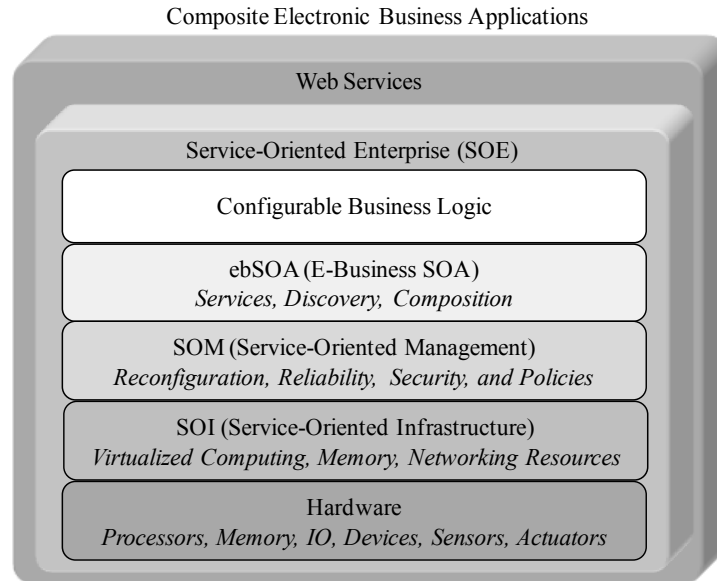 Composite Electronic Business Applications
Web Services
Service-Oriented Enterprise (SOE)
Configurable Business Logic
ebSOA (E-Business SOA)
Services, Discovery, Composition
SOM (Service-Oriented Management)
Reconfiguration, Reliability, Security, and Policies
SOI (Service-Oriented Infrastructure)
Virtualized Computing, Memory, Networking Resources
Hardware
Processors, Memory, IO, Devices, Sensors, Actuators